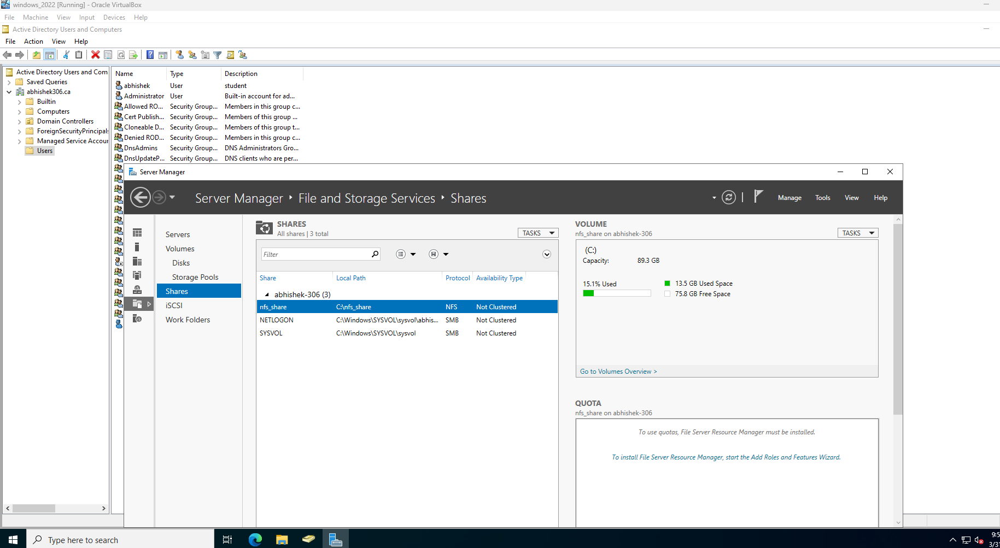 windows_2022 [Running] - Oracle VirtualBox
File Machine View Input Devices Help
Active Directory Users and Computers
File Action View Help
Active Directory Users and Com
Saved Queries
abhishek306.ca
Builtin
Computers
Domain Controllers
ForeignSecurityPrincipals
Managed Service Accour
Users
Name Type Description
abhishek User student
Administrator User Built-in account for ad...
Allowed RO... Security Group... Members in this group c...
Cert Publish... Security Group... Members of this group ...
Cloneable D... Security Group... Members of this group t...
Denied ROD... Security Group... Members in this group c...
DnsAdmins Security Group... DNS Administrators Gro...
DnsUpdateP... Security Group... DNS clients who are per...
Server Manager
Server Manager ‣ File and Storage Services ‣ Shares
Manage Tools View Help
Servers
Volumes
Disks
Storage Pools
Shares
iSCSI
Work Folders
SHARES
All shares | 3 total
TASKS
Filter
Share Local Path Protocol Availability Type
abhishek-306 (3)
nfs_share C:\nfs_share NFS Not Clustered
NETLOGON C:\Windows\SYSVOL\sysvol\abhis... SMB Not Clustered
SYSVOL C:\Windows\SYSVOL\sysvol SMB Not Clustered
VOLUME
nfs_share on abhishek-306
TASKS
(C:)
Capacity: 89.3 GB
15.1% Used
13.5 GB Used Space
75.8 GB Free Space
Go to Volumes Overview >
QUOTA
nfs_share on abhishek-306
To use quotas, File Server Resource Manager must be installed.
To install File Server Resource Manager, start the Add Roles and Features Wizard.
Type here to search
9:5
3/31